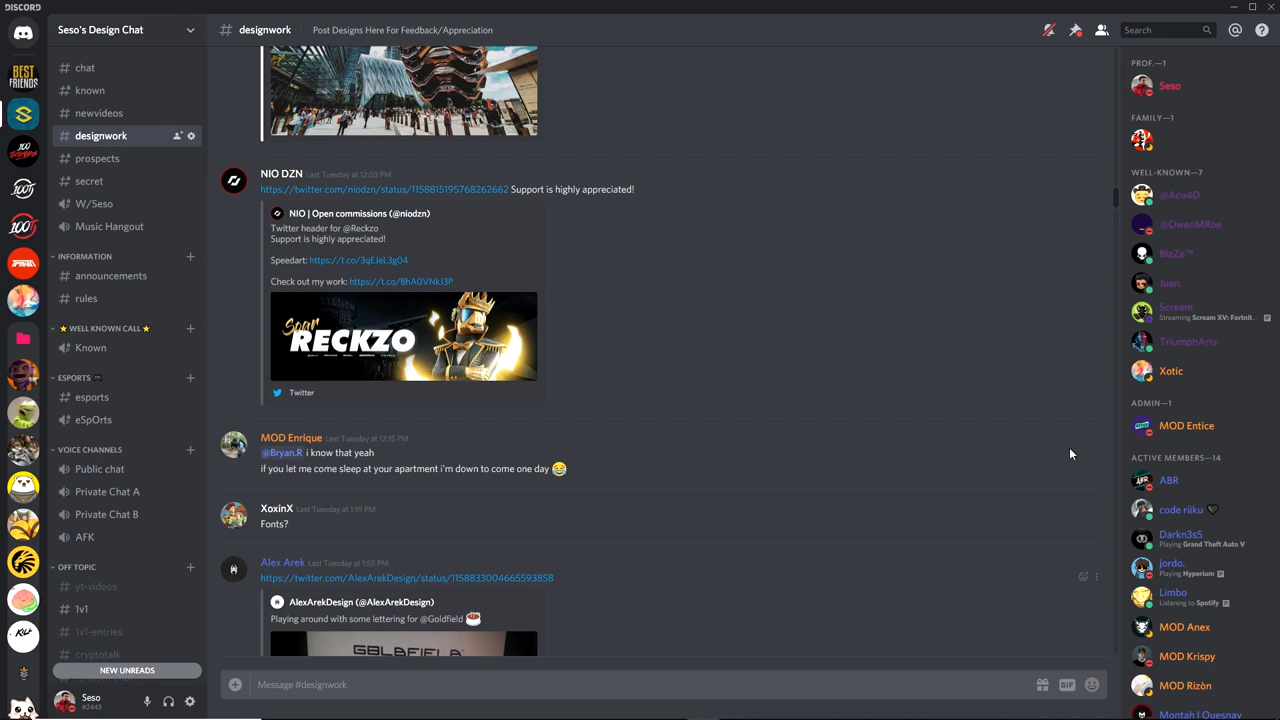 DISCORD
Seso's Design Chat
# designwork
Post Designs Here For Feedback/Appreciation
Search
BEST FRIENDS
chat
known
newvideos
designwork
prospects
secret
W/Seso
Music Hangout
INFORMATION
announcements
rules
WELL KNOWN CALL
Known
ESPORTS
esports
eSpOrts
VOICE CHANNELS
Public chat
Private Chat A
Private Chat B
AFK
OFF TOPIC
yt-videos
1v1
1v1-entries
cryptotalk
NEW UNREADS
Seso
#2443
NIO DZN Last Tuesday at 12:03 PM
https://twitter.com/niodzn/status/1158815195768262662 Support is highly appreciated!
NIO | Open commissions (@niodzn)
Twitter header for @Reckzo
Support is highly appreciated!
Speedart: https://t.co/3qEJeL3g04
Check out my work: https://t.co/BhA0VNkJ3P
Soar
RECKZO
Twitter
MOD Enrique Last Tuesday at 12:15 PM
@Bryan.R i know that yeah
if you let me come sleep at your apartment i'm down to come one day 😂
XoxinX Last Tuesday at 1:19 PM
Fonts?
Alex Arek Last Tuesday at 1:55 PM
https://twitter.com/AlexArekDesign/status/1158833004665593858
AlexArekDesign (@AlexArekDesign)
Playing around with some lettering for @Goldfield ☕
Message #designwork
GIF
PROF.—1
Seso
FAMILY—1
WELL-KNOWN—7
@Acu4D
@OwenMRoe
BlaZe™
Juan
Scream
Streaming Scream XV: Fortnit...
TriumphArts
Xotic
ADMIN—1
MOD Entice
ACTIVE MEMBERS—14
ABR
code riiku 🖤
Darkn3s5
Playing Grand Theft Auto V
jordo.
Playing Hyperium
Limbo
Listening to Spotify
MOD Anex
MOD Krispy
MOD Rizòn
Montah | Quesnay